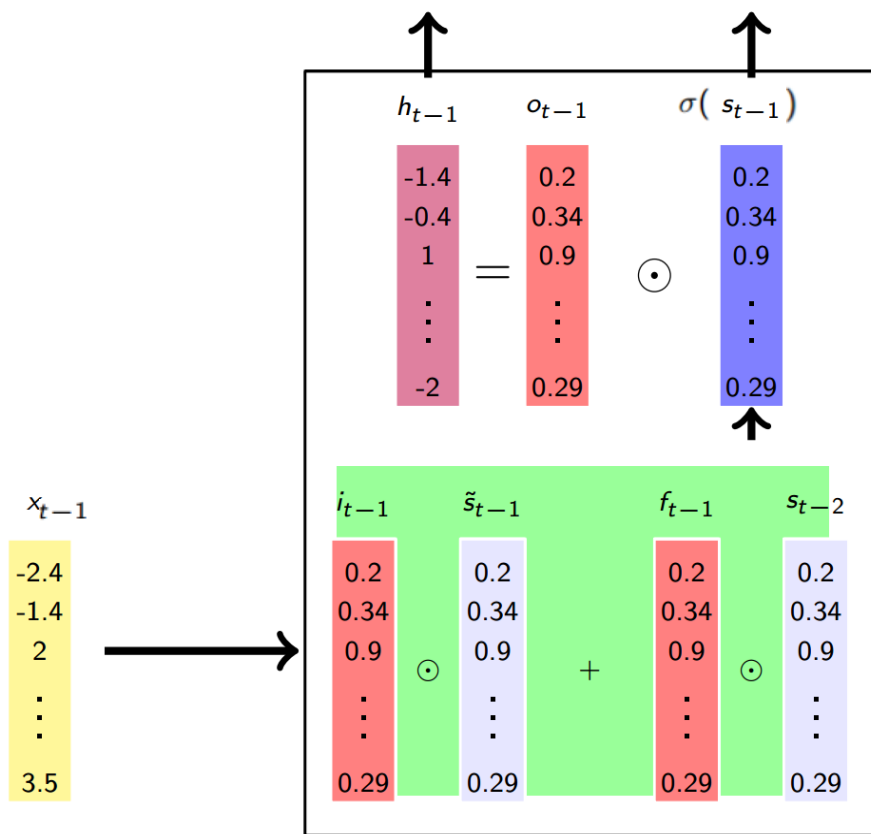 h_{t−1} o_{t−1} σ( s_{t−1})
-1.4 0.2 0.2
-0.4 0.34 0.34
1 0.9 0.9
= ⊙
⋮ ⋮ ⋮
-2 0.29 0.29
x_{t−1} i_{t−1} s̃_{t−1} f_{t−1} s_{t−2}
-2.4 0.2 0.2 0.2 0.2
-1.4 0.34 0.34 0.34 0.34
2 0.9 0.9 0.9 0.9
⊙ + ⊙
⋮ ⋮ ⋮ ⋮ ⋮
3.5 0.29 0.29 0.29 0.29